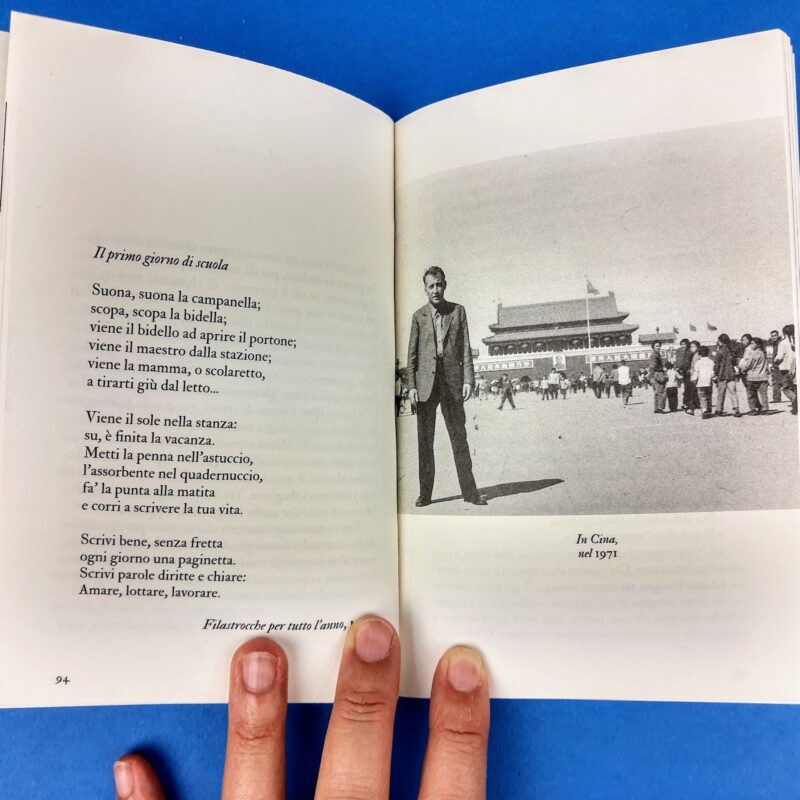 Il primo giorno di scuola
Suona, suona la campanella;
scopa, scopa la bidella;
viene il bidello ad aprire il portone;
viene il maestro dalla stazione;
viene la mamma, o scolaretto,
a tirarti giù dal letto...
Viene il sole nella stanza:
su, è finita la vacanza.
Metti la penna nell'astuccio,
l'assorbente nel quadernuccio,
fa' la punta alla matita
e corri a scrivere la tua vita.
Scrivi bene, senza fretta
ogni giorno una paginetta.
Scrivi parole diritte e chiare:
Amare, lottare, lavorare.
Filastrocche per tutto l'anno,
94
In Cina,
nel 1971